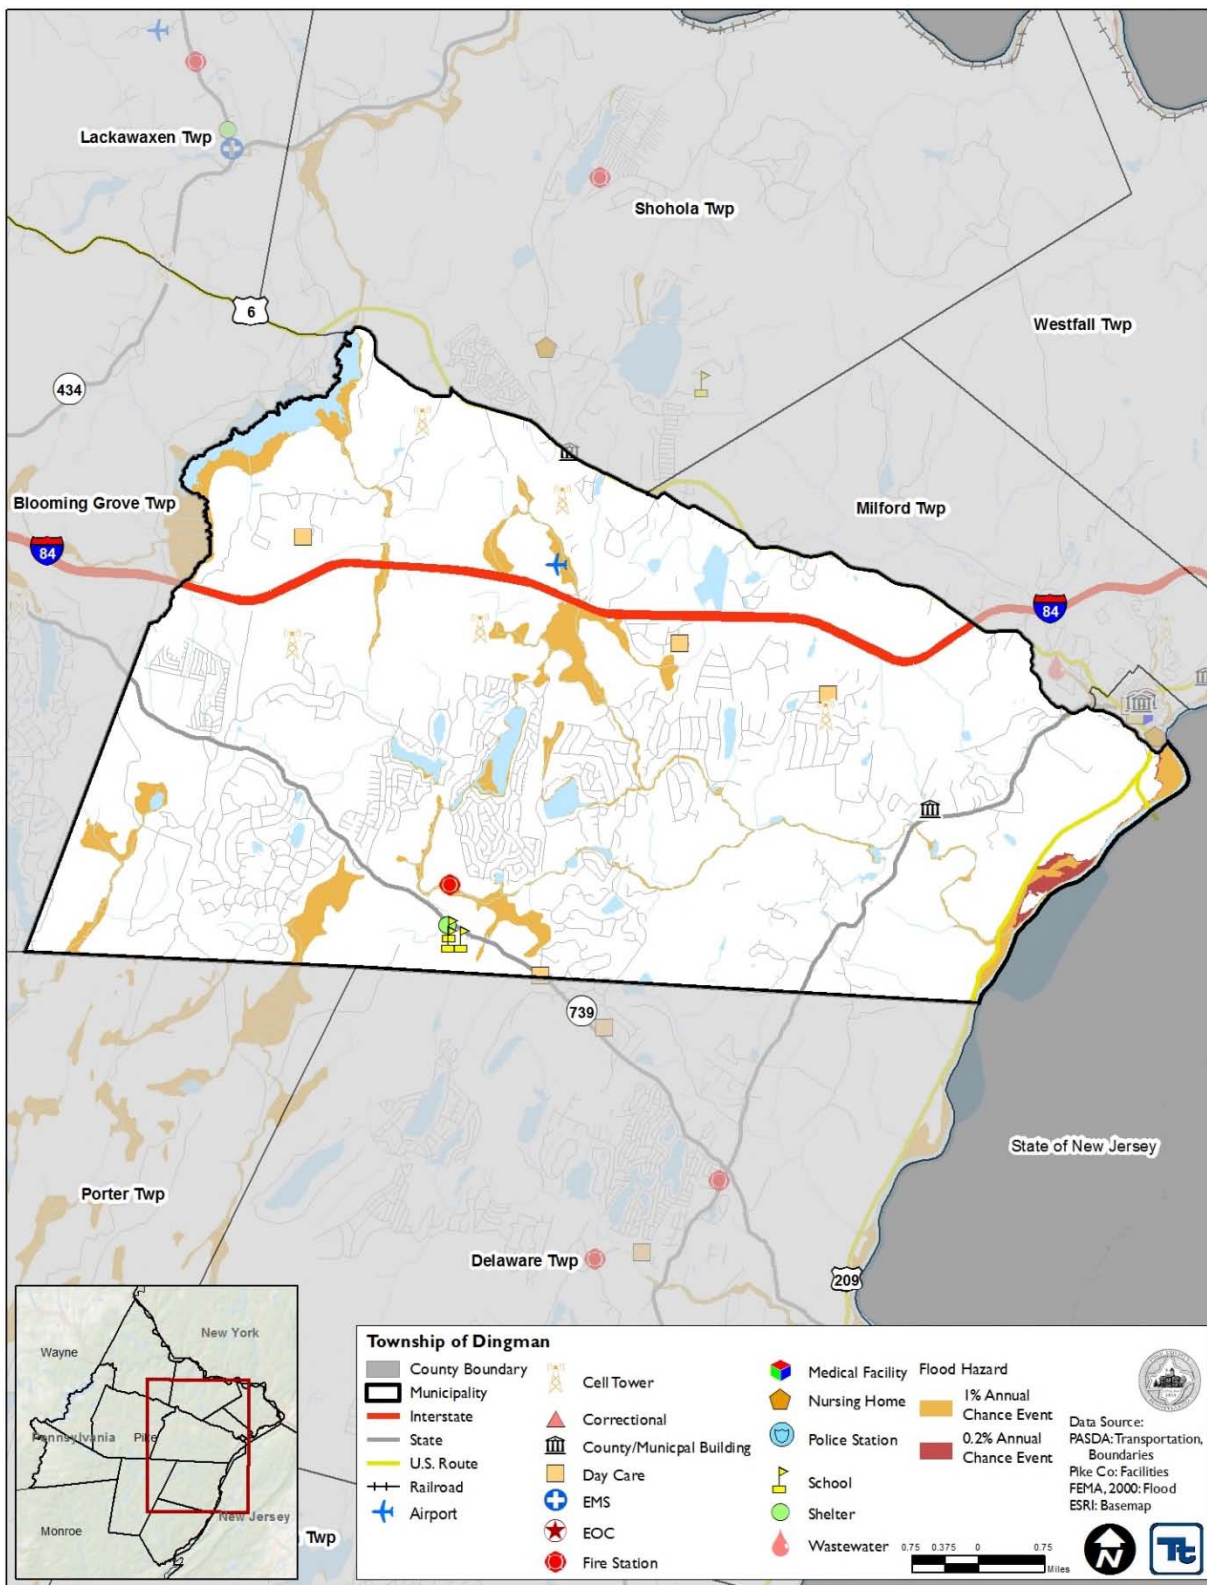 Lackawaxen Twp
Shohola Twp
6
Westfall Twp
434
Blooming Grove Twp
Milford Twp
84
84
739
State of New Jersey
Porter Twp
Delaware Twp
209
New York
Wayne
Pennsylvania
Pike
New Jersey
Monroe
Twp
Township of Dingman
County Boundary
Municipality
Interstate
State
U.S. Route
Railroad
Airport
Cell Tower
Correctional
County/Municpal Building
Day Care
EMS
EOC
Fire Station
Medical Facility
Nursing Home
Police Station
School
Shelter
Wastewater
Flood Hazard
1% Annual
Chance Event
0.2% Annual
Chance Event
Data Source:
PASDA: Transportation,
Boundaries
Pike Co: Facilities
FEMA, 2000: Flood
ESRI: Basemap
0.75 0.375 0 0.75
Miles
N
Tt